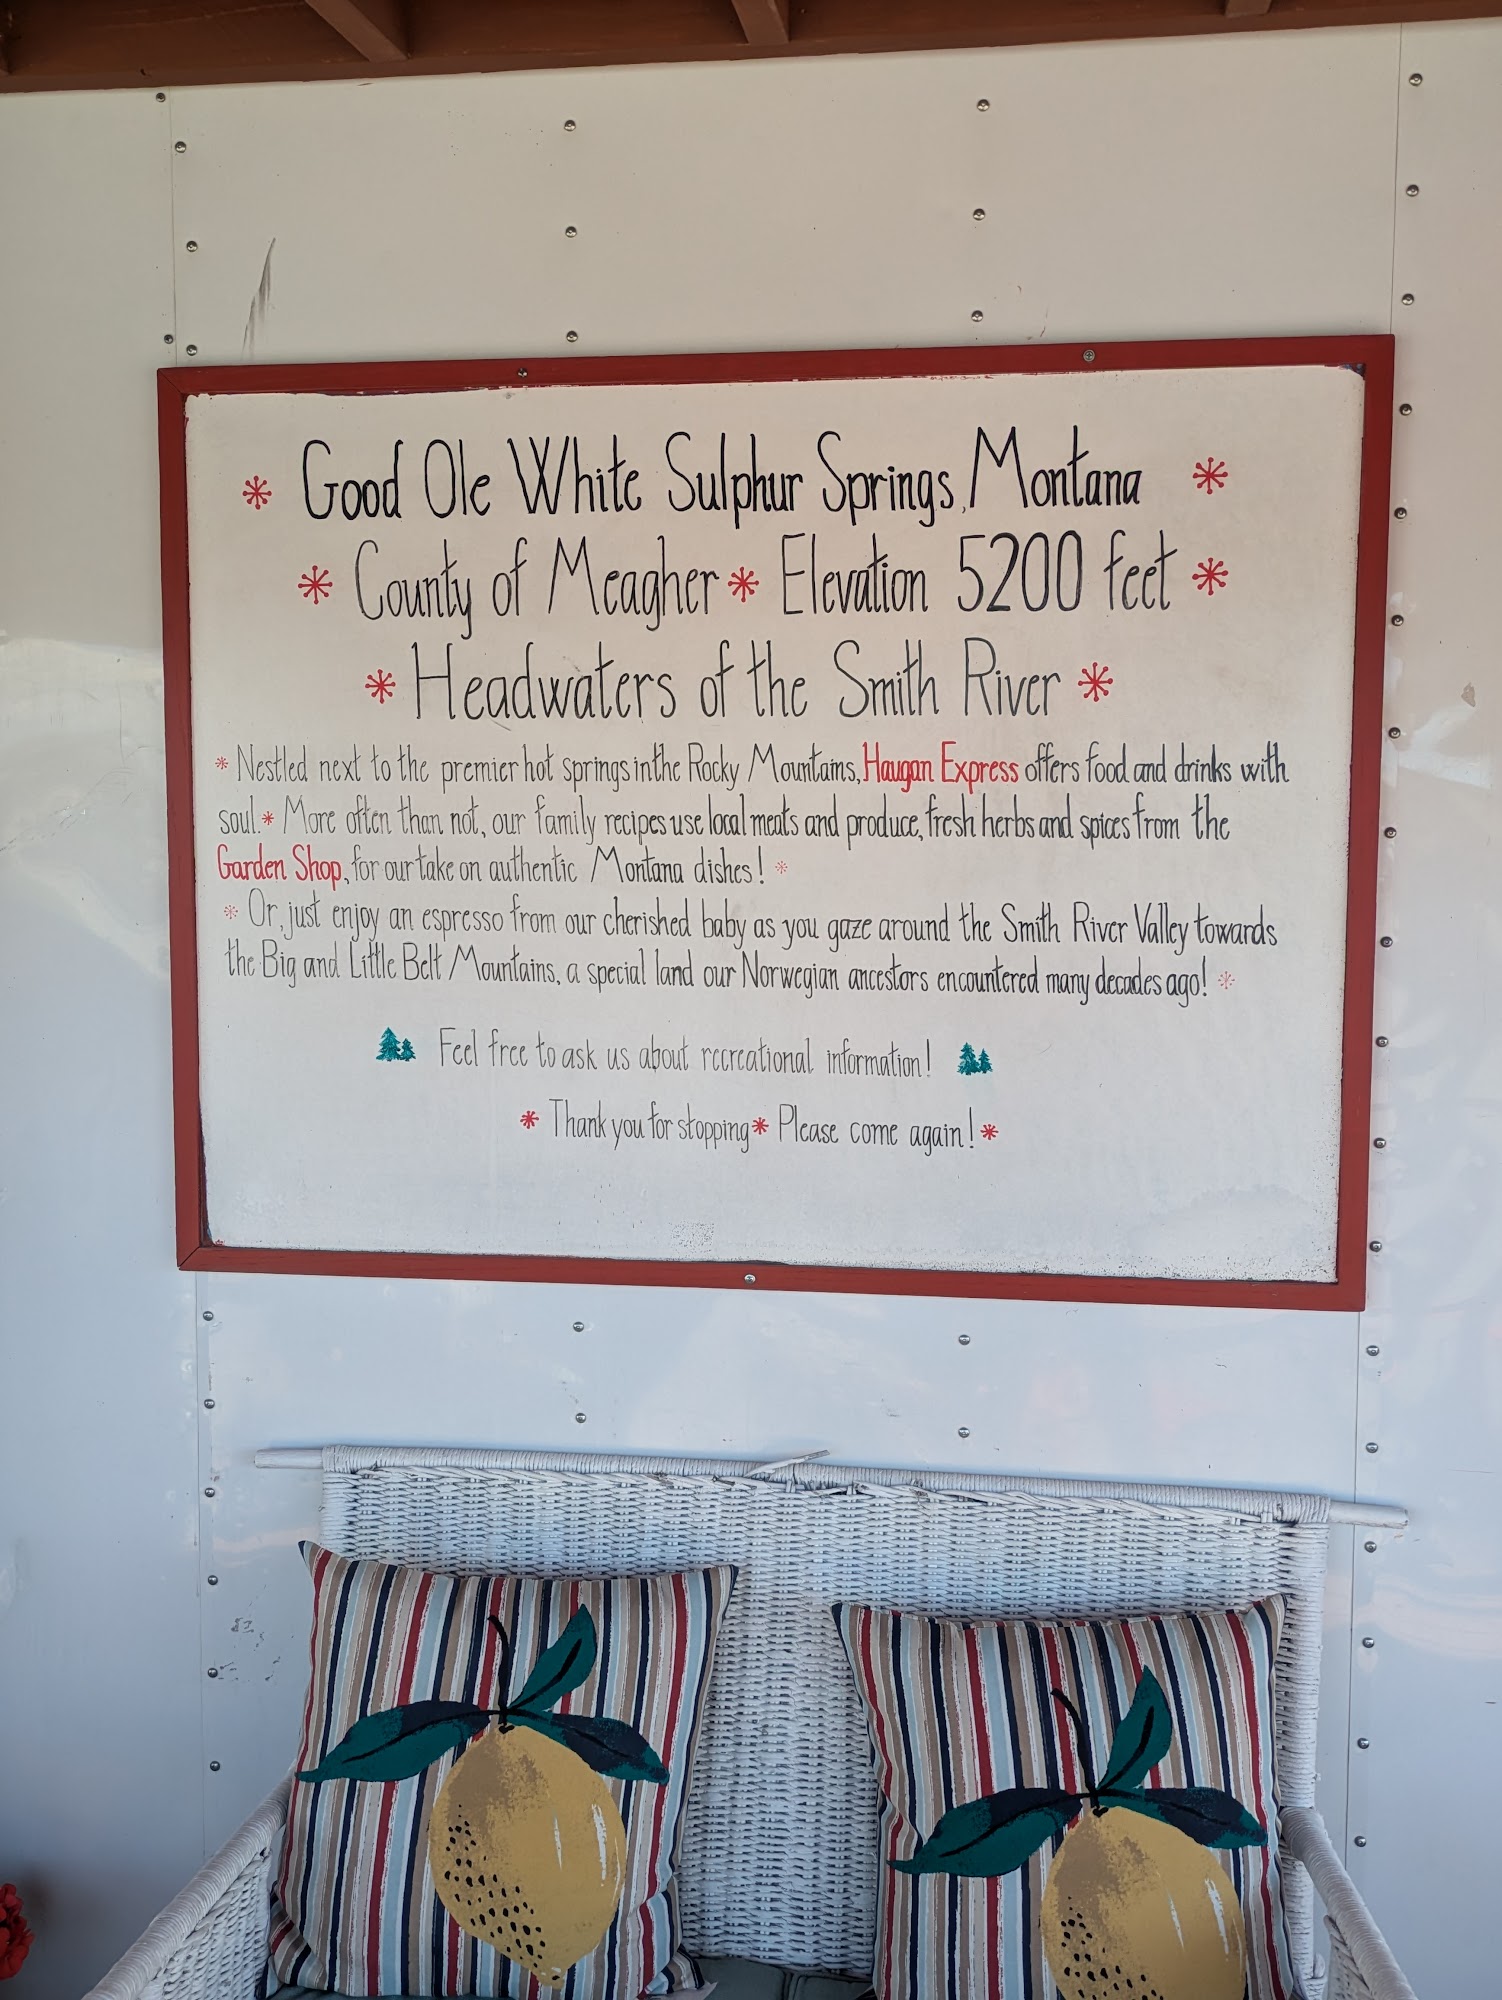 Good Ole White Sulphur Springs, Montana
County of Meagher * Elevation 5200 feet
Headwaters of the Smith River
* Nestled next to the premier hot springs in the Rocky Mountains, Haugan Express offers food and drinks with
soul. * More often than not, our family recipes use local meats and produce, fresh herbs and spices from the
Garden Shop, for our take on authentic Montana dishes! *
* Or, just enjoy an espresso from our cherished baby as you gaze around the Smith River Valley towards
the Big and Little Belt Mountains, a special land our Norwegian ancestors encountered many decades ago! *
Feel free to ask us about recreational information!
* Thank you for stopping * Please come again! *